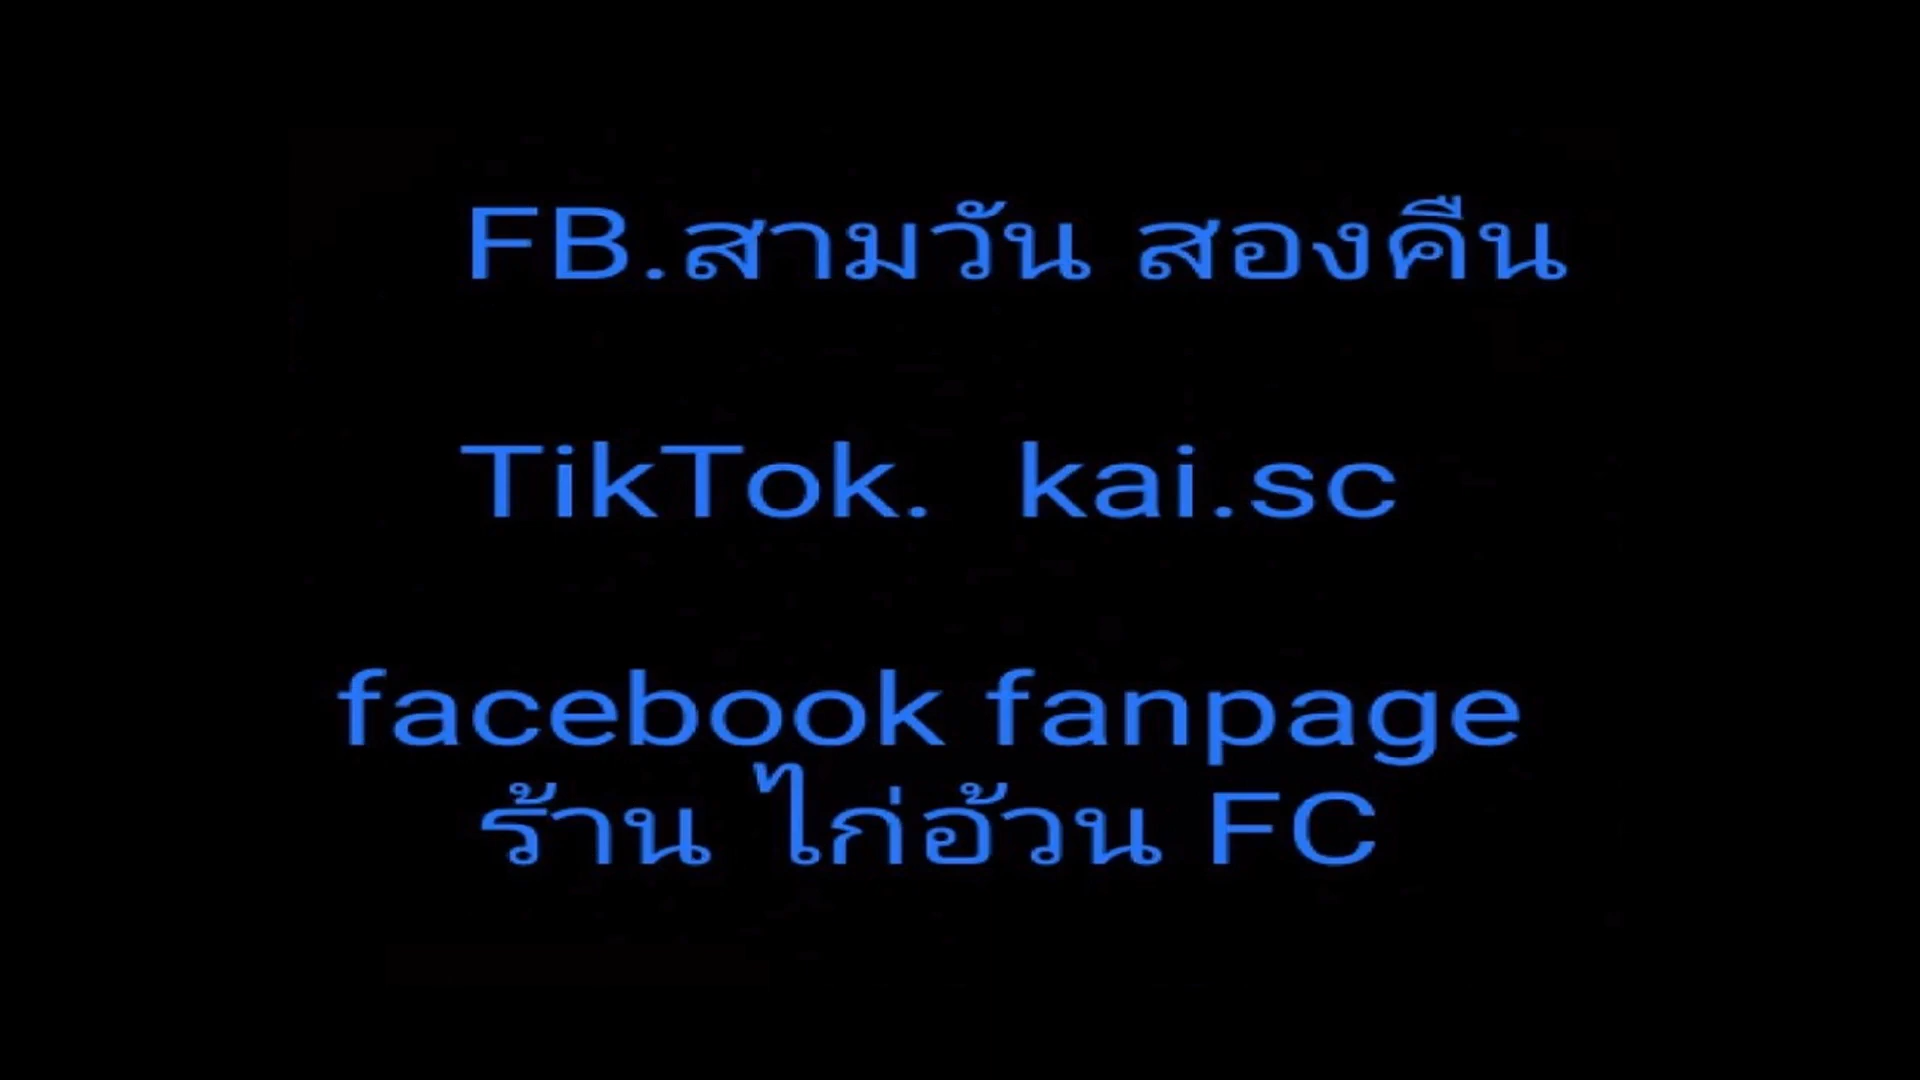 FB.สามวัน สองคืน
TikTok.  kai.sc
facebook fanpage
ร้าน ไก่อ้วน FC